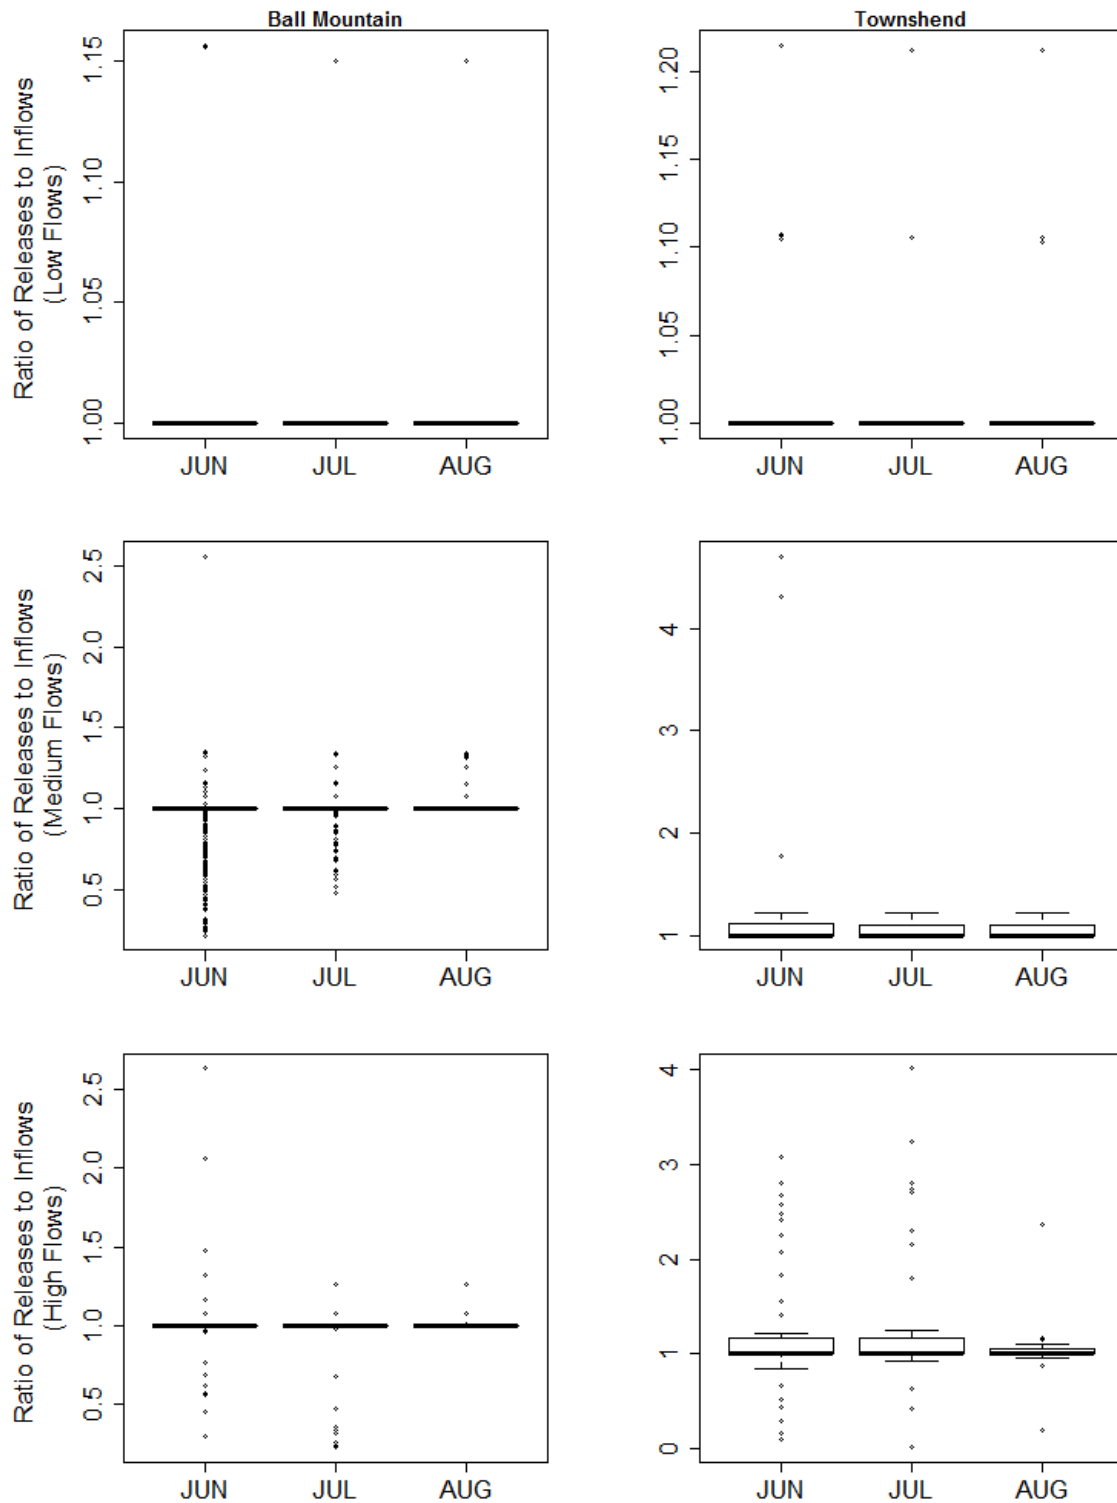 Ball Mountain
Townshend
Ratio of Releases to Inflows
(Low Flows)
1.15
1.10
1.05
1.00
JUN JUL AUG
1.20
1.15
1.10
1.05
1.00
JUN JUL AUG
Ratio of Releases to Inflows
(Medium Flows)
2.5
2.0
1.5
1.0
0.5
JUN JUL AUG
4
3
2
1
JUN JUL AUG
Ratio of Releases to Inflows
(High Flows)
2.5
2.0
1.5
1.0
0.5
JUN JUL AUG
4
3
2
1
0
JUN JUL AUG